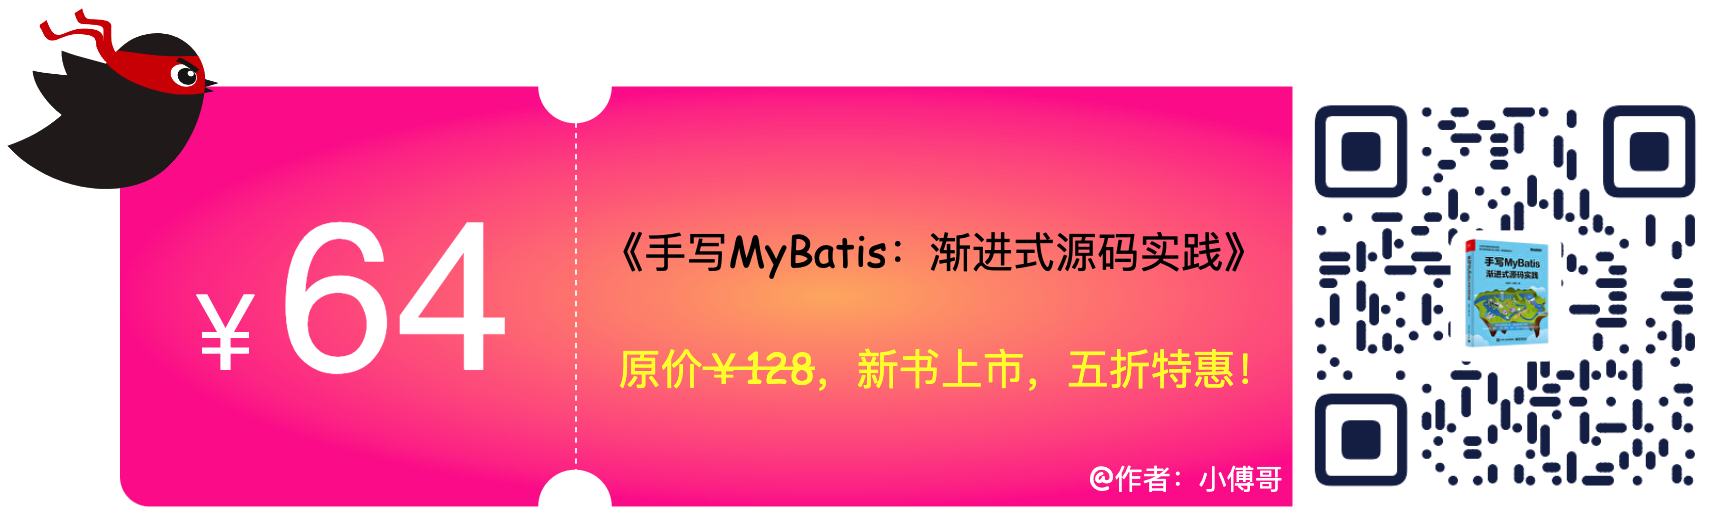 ¥64
《手写MyBatis：渐进式源码实践》
原价￥128，新书上市，五折特惠！
@作者：小傅哥
手写MyBatis
渐进式源码实践